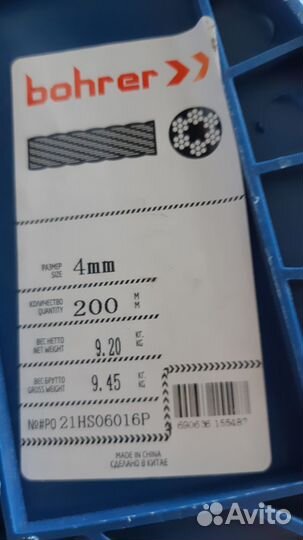 bohrer
РАЗМЕР
SIZE 4mm
КОЛИЧЕСТВО
QUANTITY 200 М
M
ВЕС НЕТТО
NET WEIGHT 9.20 КГ.
KG
ВЕС БРУТТО
GROSS WEIGHT 9.45 КГ.
KG
№#PO 21HS06016P
MADE IN CHINA
СДЕЛАНО В КИТАЕ
Avito